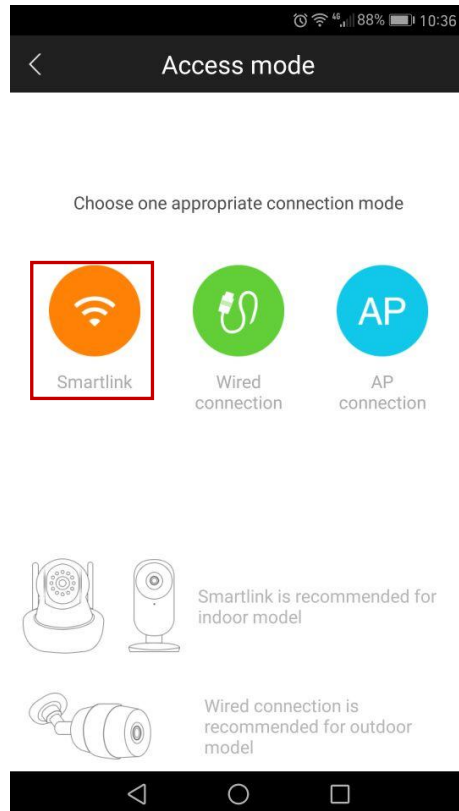 4G 88% 10:36
Access mode
Choose one appropriate connection mode
AP
Smartlink
Wired
connection
AP
connection
Smartlink is recommended for
indoor model
Wired connection is
recommended for outdoor
model